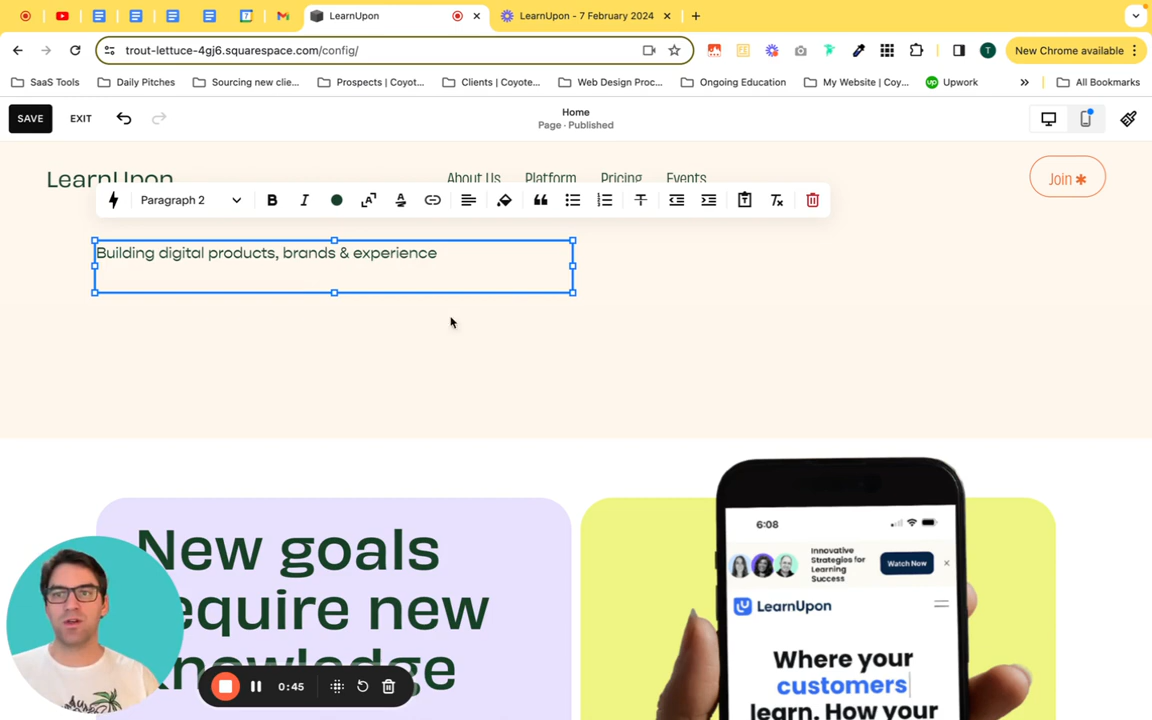 LearnUpon
LearnUpon - 7 February 2024
trout-lettuce-4gj6.squarespace.com/config/
T
New Chrome available
SaaS Tools
Daily Pitches
Sourcing new clie...
Prospects | Coyot...
Clients | Coyote...
Web Design Proc...
Ongoing Education
My Website | Coy...
Upwork
All Bookmarks
SAVE
EXIT
Home
Page · Published
LearnUpon
About Us
Platform
Pricing
Events
Join
Paragraph 2
Building digital products, brands & experience
New goals
require new
knowledge
6:08
Innovative
Strategies for
Learning
Success
Watch Now
LearnUpon
Where your
customers
learn. How your
0:45